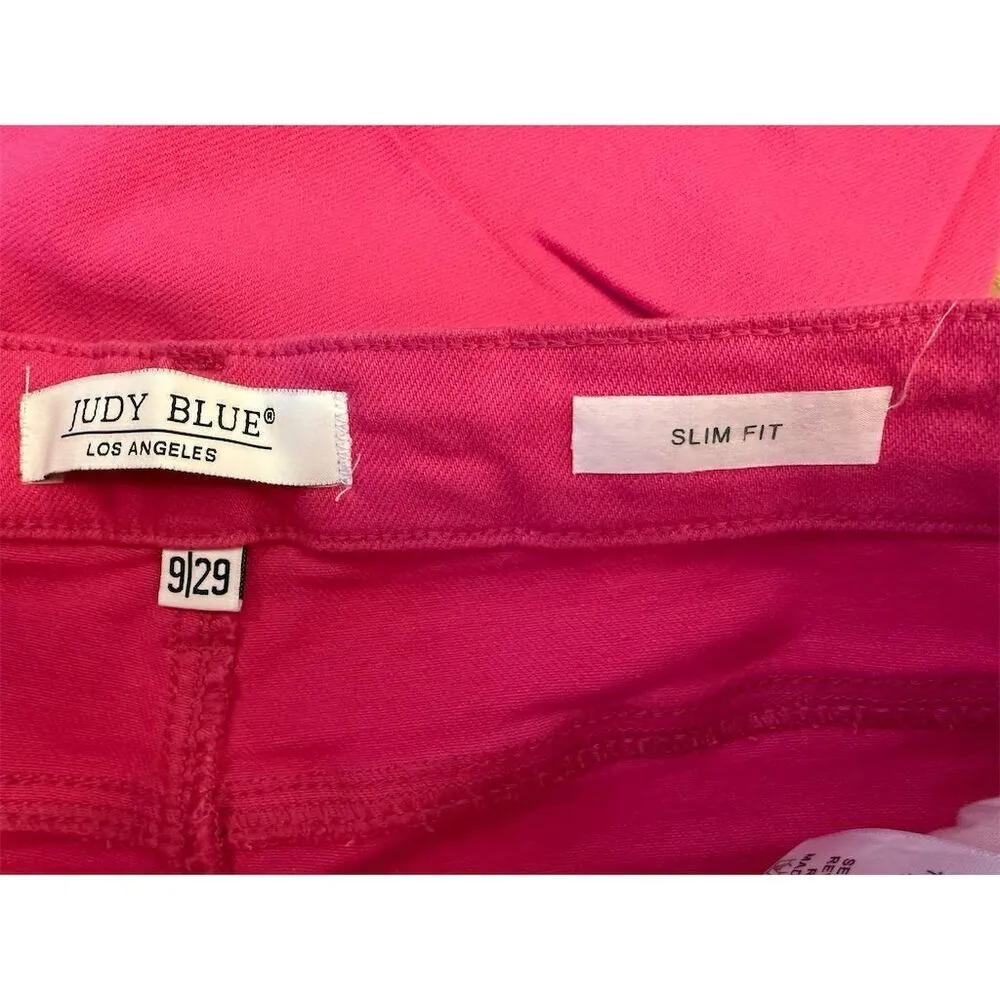 JUDY BLUE®
LOS ANGELES
SLIM FIT
9|29